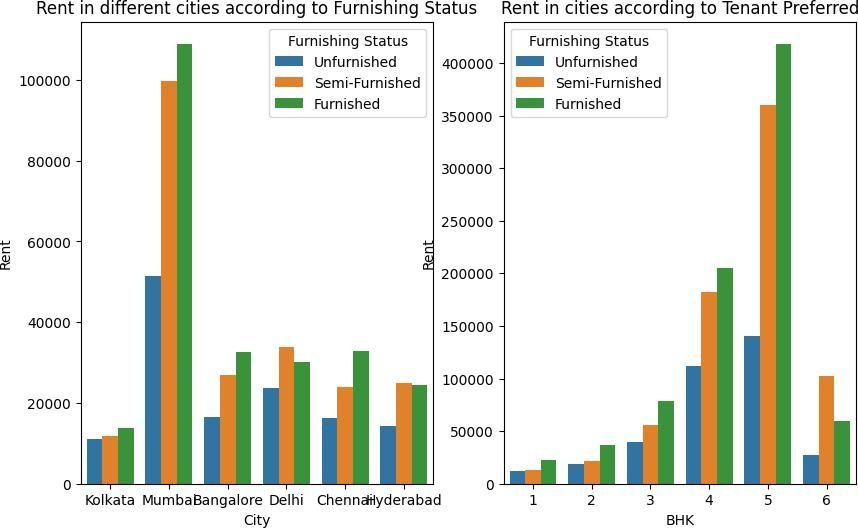 Rent in different cities according to Furnishing Status
Furnishing Status
Unfurnished
Semi-Furnished
Furnished
100000
80000
60000
40000
20000
0
Rent
Kolkata
Mumbai
Bangalore
Delhi
Chennai
Hyderabad
City
Rent in cities according to Tenant Preferred
Furnishing Status
Unfurnished
Semi-Furnished
Furnished
400000
350000
300000
250000
200000
150000
100000
50000
0
Rent
1
2
3
4
5
6
BHK